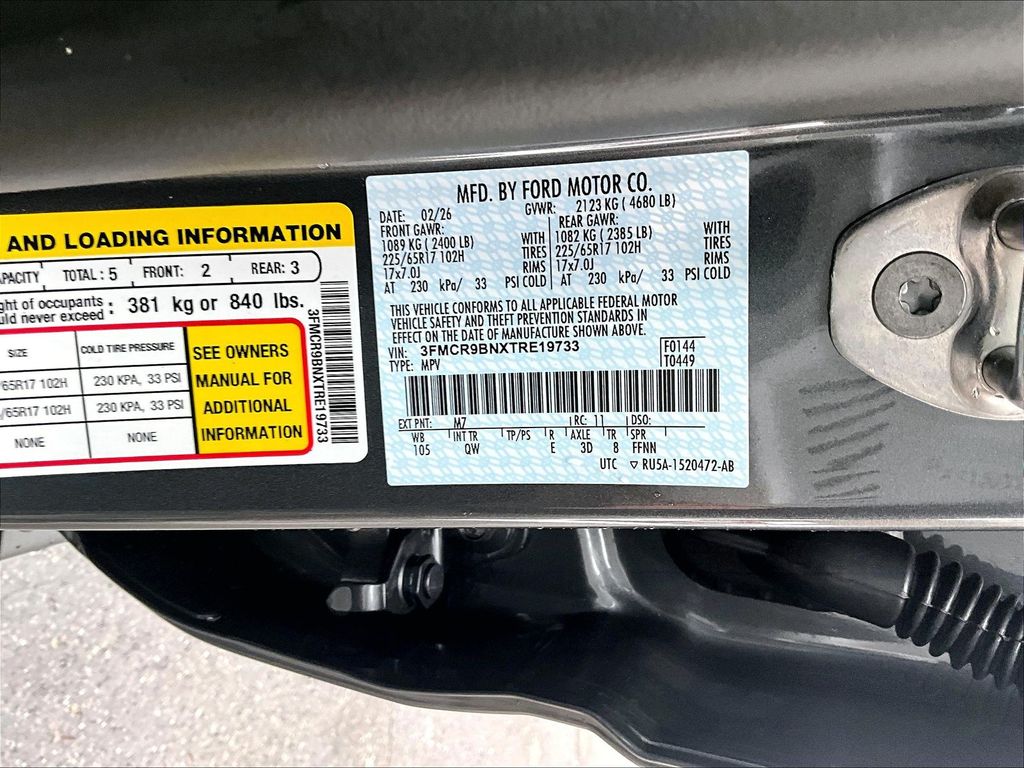 AND LOADING INFORMATION
TOTAL : 5 FRONT: 2 REAR: 3
of occupants : 381 kg or 840 lbs.
never exceed
SIZE COLD TIRE PRESSURE
/65R17 102H 230 KPA, 33 PSI
/65R17 102H 230 KPA, 33 PSI
NONE NONE
SEE OWNERS
MANUAL FOR
ADDITIONAL
INFORMATION
3FMCR9BNXTRE19733
MFD. BY FORD MOTOR CO.
DATE: 02/26 GVWR: 2123 KG ( 4680 LB)
FRONT GAWR: REAR GAWR:
1089 KG ( 2400 LB) WITH 1082 KG ( 2385 LB) WITH
225/65R17 102H TIRES 225/65R17 102H TIRES
17x7.0J RIMS 17x7.0J RIMS
AT 230 kPa/ 33 PSI COLD AT 230 kPa/ 33 PSI COLD
THIS VEHICLE CONFORMS TO ALL APPLICABLE FEDERAL MOTOR
VEHICLE SAFETY AND THEFT PREVENTION STANDARDS IN
EFFECT ON THE DATE OF MANUFACTURE SHOWN ABOVE.
VIN: 3FMCR9BNXTRE19733 F0144
TYPE: MPV T0449
EXT PNT: M7 RC: 11 DSO:
WB INT TR TP/PS R AXLE TR SPR
105 QW E 3D 8 FFNN
UTC ▽ RU5A-1520472-AB